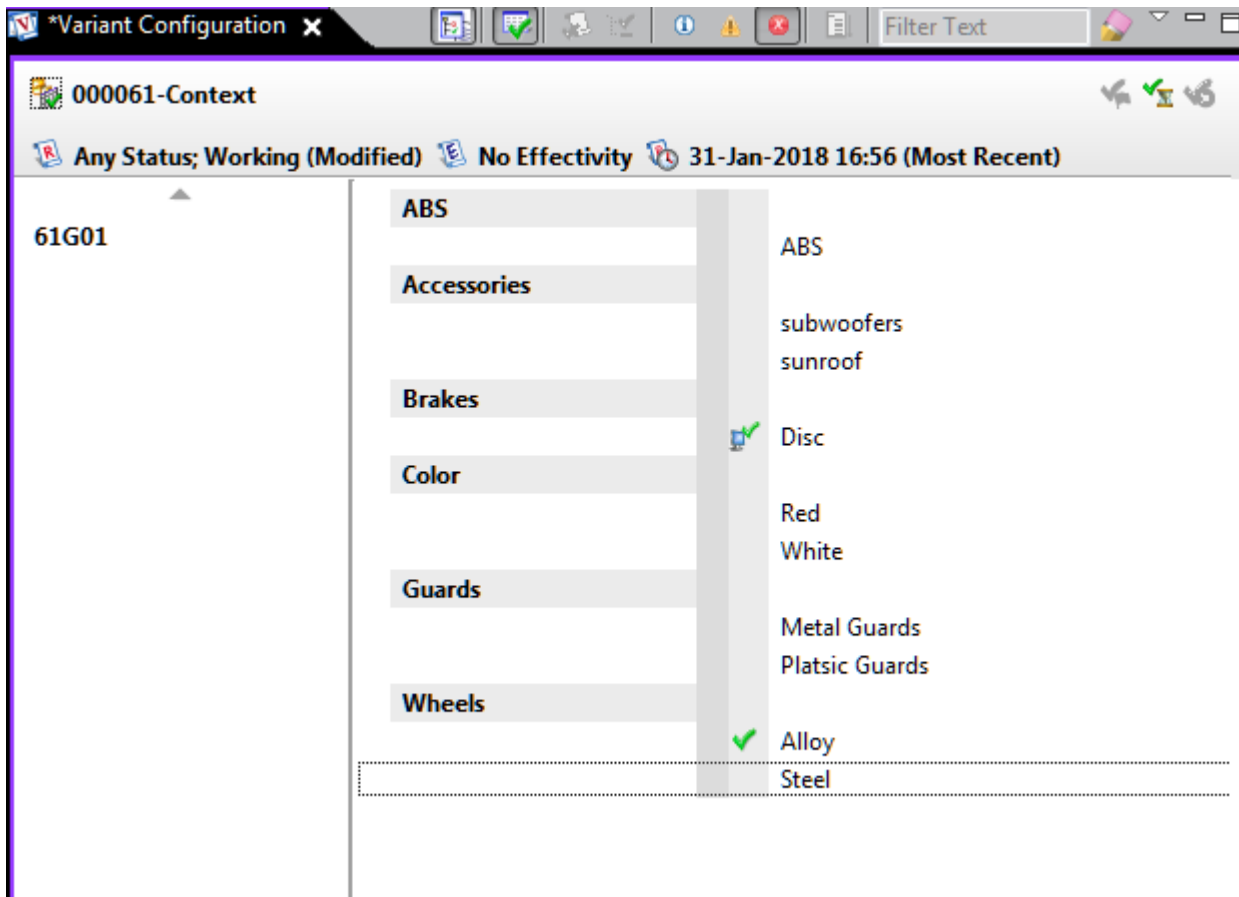 *Variant Configuration
Filter Text
000061-Context
Any Status; Working (Modified) No Effectivity 31-Jan-2018 16:56 (Most Recent)
61G01
ABS
ABS
Accessories
subwoofers
sunroof
Brakes
Disc
Color
Red
White
Guards
Metal Guards
Platsic Guards
Wheels
Alloy
Steel